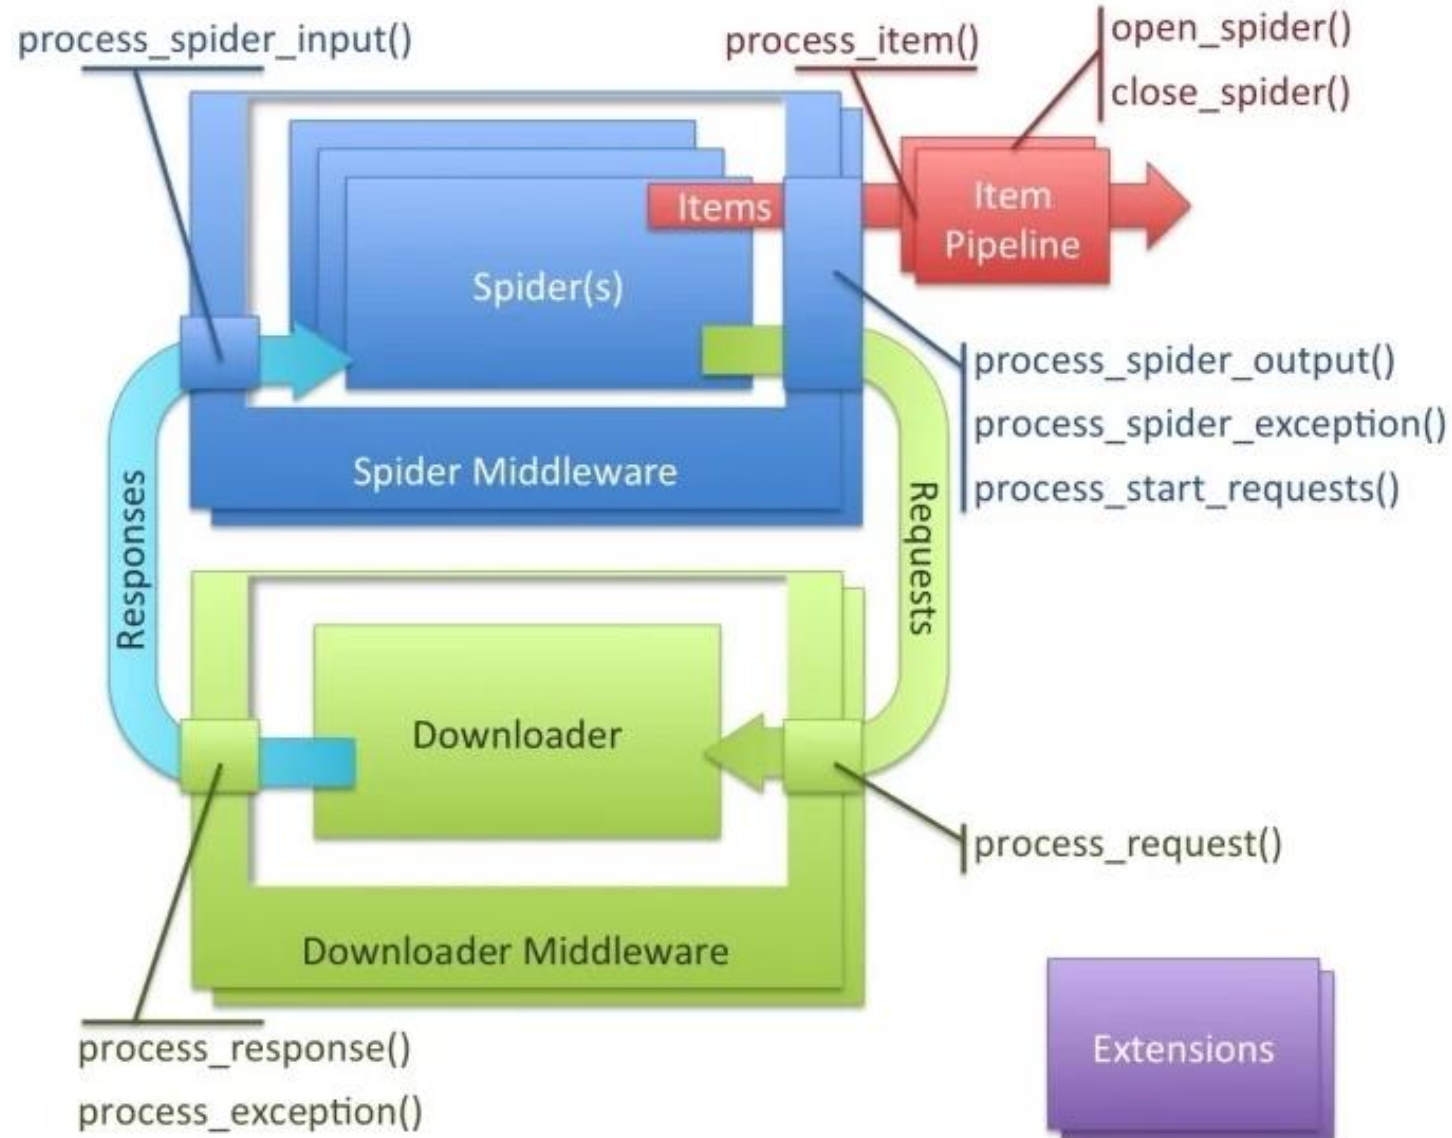 process_spider_input()
process_item()
open_spider()
close_spider()
Items
Item
Pipeline
Spider(s)
process_spider_output()
process_spider_exception()
process_start_requests()
Spider Middleware
Responses
Requests
Downloader
process_request()
Downloader Middleware
process_response()
process_exception()
Extensions